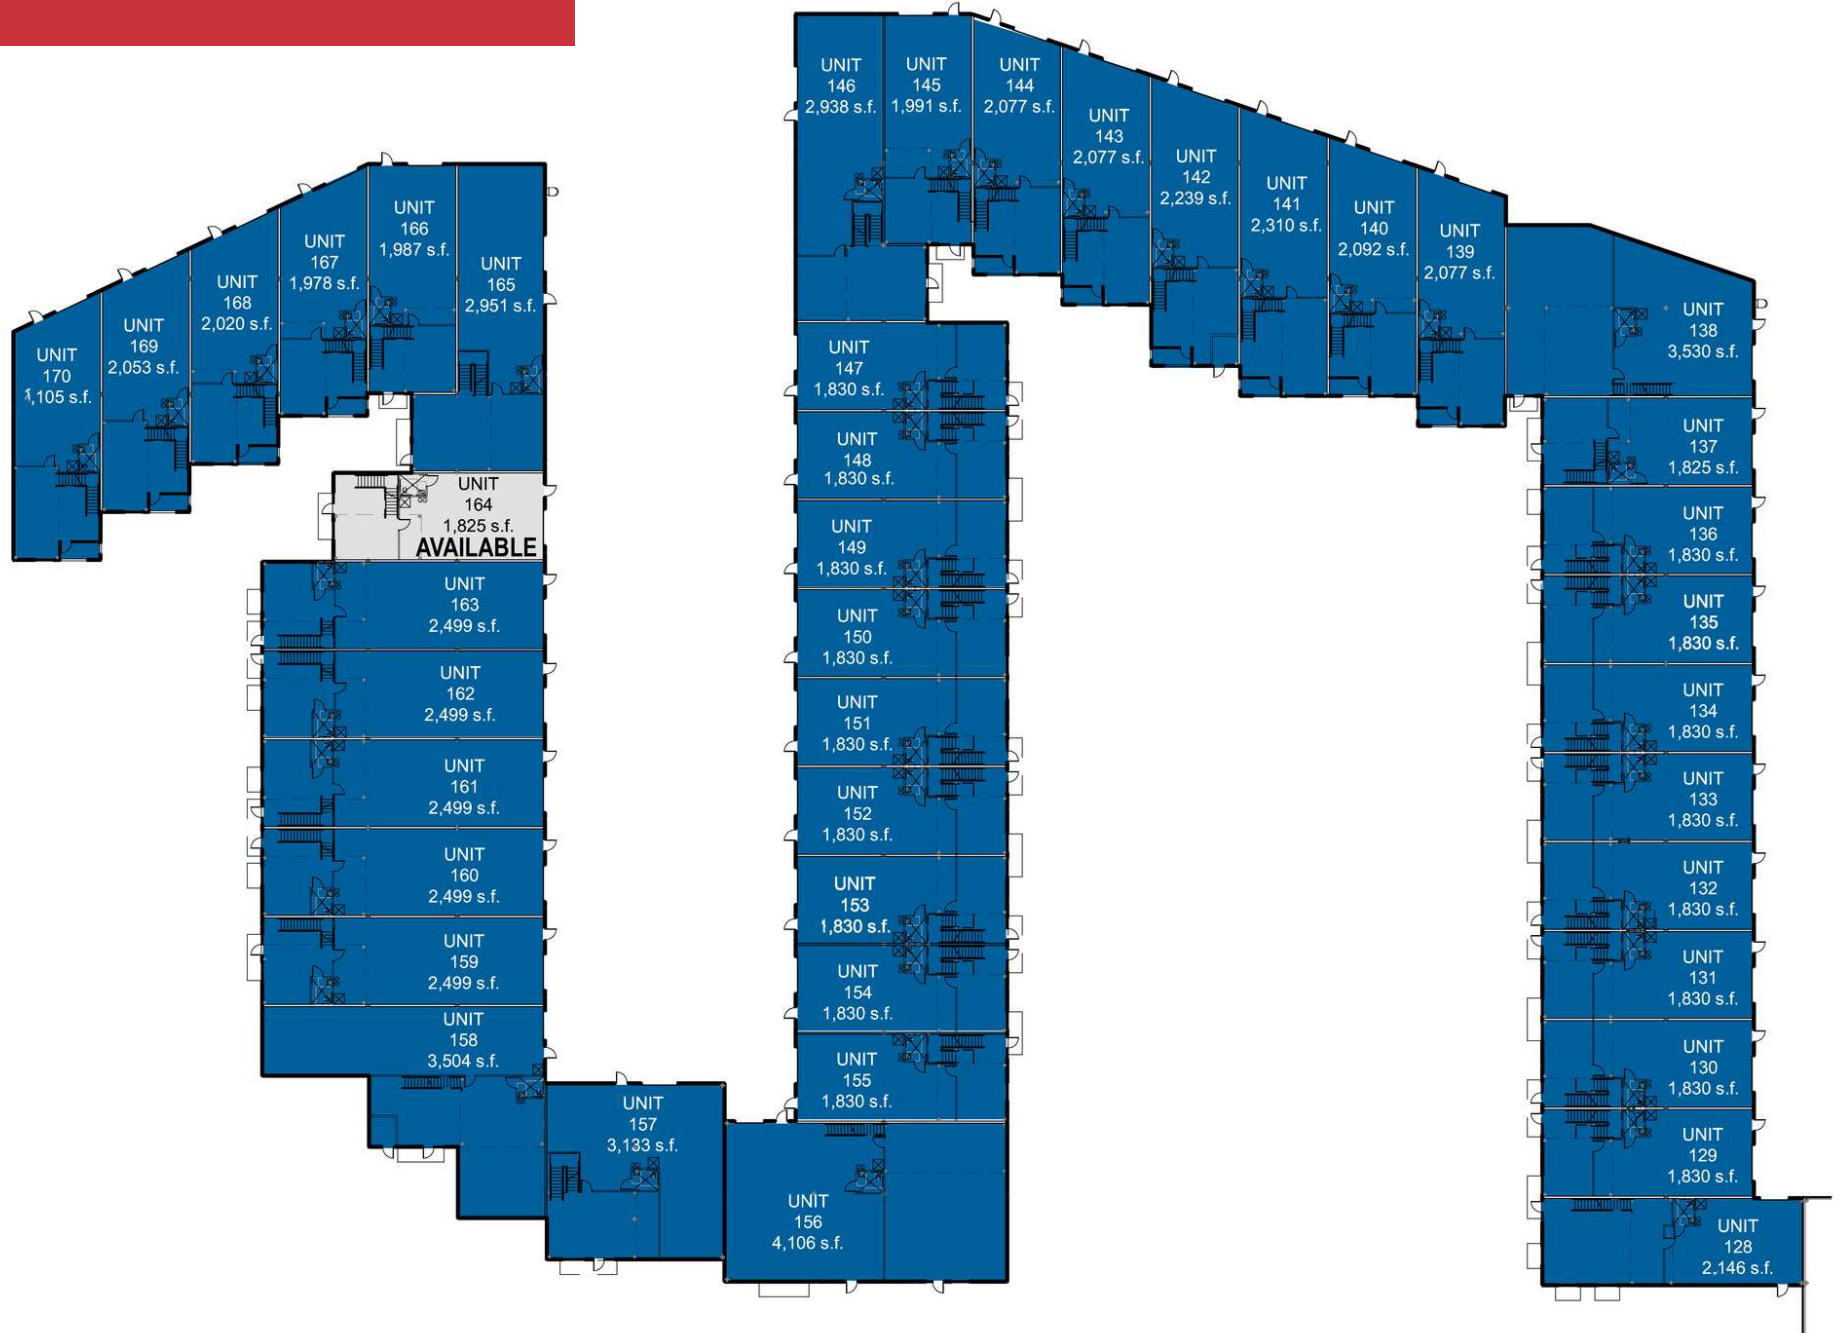 UNIT
146
2,938 s.f.
UNIT
145
1,991 s.f.
UNIT
144
2,077 s.f.
UNIT
143
2,077 s.f.
UNIT
142
2,239 s.f.
UNIT
141
2,310 s.f.
UNIT
140
2,092 s.f.
UNIT
139
2,077 s.f.
UNIT
138
3,530 s.f.
UNIT
166
1,987 s.f.
UNIT
167
1,978 s.f.
UNIT
165
2,951 s.f.
UNIT
168
2,020 s.f.
UNIT
169
2,053 s.f.
UNIT
170
1,105 s.f.
UNIT
164
1,825 s.f.
AVAILABLE
UNIT
163
2,499 s.f.
UNIT
162
2,499 s.f.
UNIT
161
2,499 s.f.
UNIT
160
2,499 s.f.
UNIT
159
2,499 s.f.
UNIT
158
3,504 s.f.
UNIT
157
3,133 s.f.
UNIT
156
4,106 s.f.
UNIT
147
1,830 s.f.
UNIT
148
1,830 s.f.
UNIT
149
1,830 s.f.
UNIT
150
1,830 s.f.
UNIT
151
1,830 s.f.
UNIT
152
1,830 s.f.
UNIT
153
1,830 s.f.
UNIT
154
1,830 s.f.
UNIT
155
1,830 s.f.
UNIT
137
1,825 s.f.
UNIT
136
1,830 s.f.
UNIT
135
1,830 s.f.
UNIT
134
1,830 s.f.
UNIT
133
1,830 s.f.
UNIT
132
1,830 s.f.
UNIT
131
1,830 s.f.
UNIT
130
1,830 s.f.
UNIT
129
1,830 s.f.
UNIT
128
2,146 s.f.